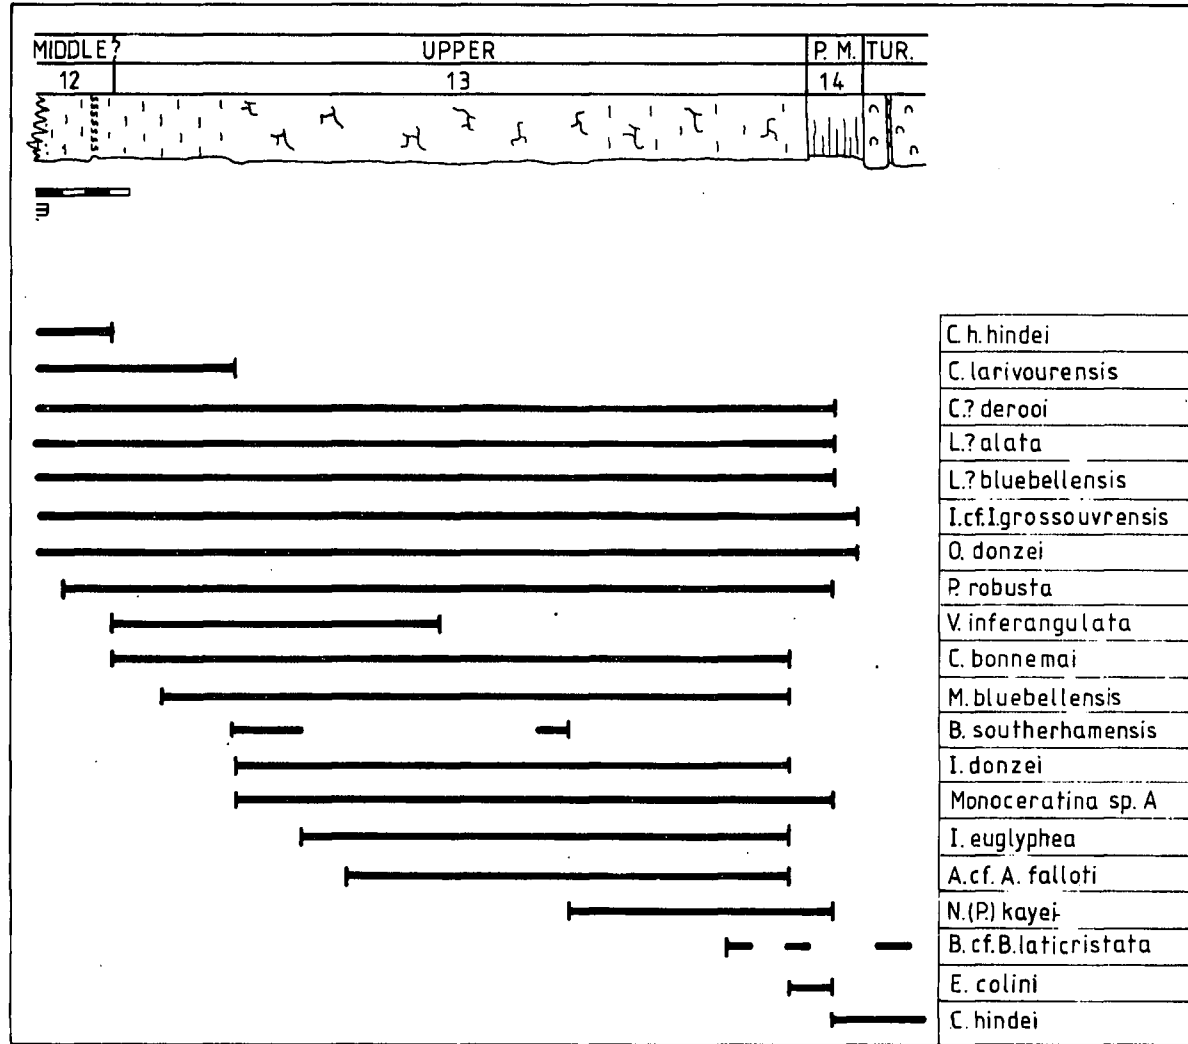 MIDDLE? UPPER P. M. TUR.
12 13 14
m
C. h. hindei
C. larivourensis
C.? derooi
L.? alata
L.? bluebellensis
I.cf.I.grossouvrensis
O. donzei
P. robusta
V. inferangulata
C. bonnemai
M. bluebellensis
B. southerhamensis
I. donzei
Monoceratina sp. A
I. euglyphea
A.cf. A. falloti
N.(P.) kayei
B. cf.B.laticristata
E. colini
C. hindei